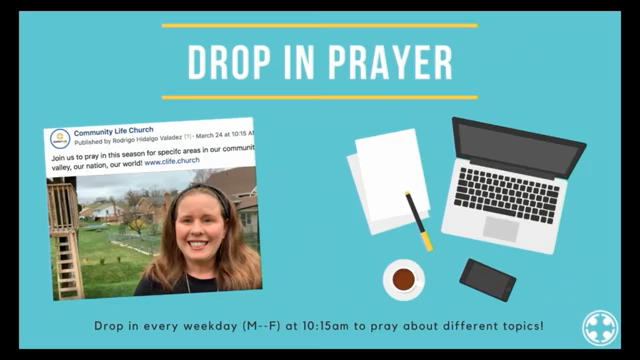 DROP IN PRAYER
Community Life Church
Published by Rodrigo Hidalgo Valadez [?] · March 24 at 10:15 AM
Join us to pray in this season for specifc areas in our communit
valley, our nation, our world! www.clife.church
Drop in every weekday (M--F) at 10:15am to pray about different topics!